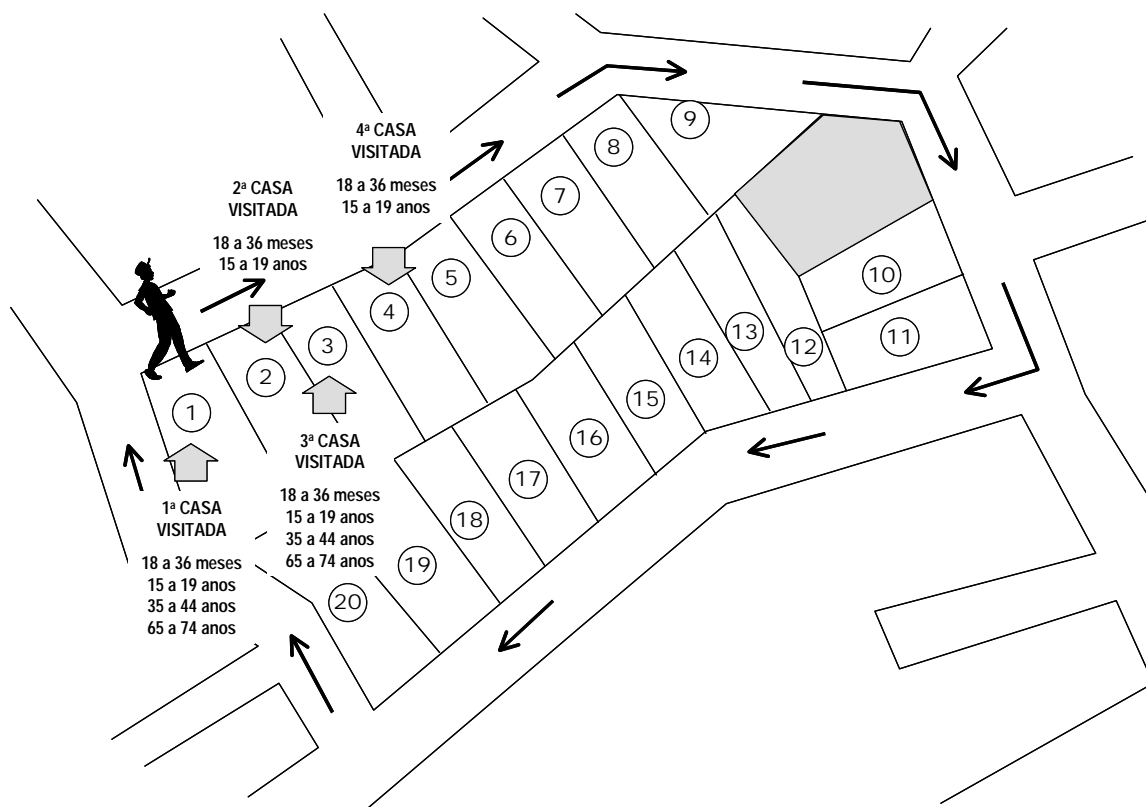 4ª CASA
VISITADA
18 a 36 meses
15 a 19 anos
2ª CASA
VISITADA
18 a 36 meses
15 a 19 anos
1ª CASA
VISITADA
18 a 36 meses
15 a 19 anos
35 a 44 anos
65 a 74 anos
3ª CASA
VISITADA
18 a 36 meses
15 a 19 anos
35 a 44 anos
65 a 74 anos
1
2
3
4
5
6
7
8
9
10
11
12
13
14
15
16
17
18
19
20